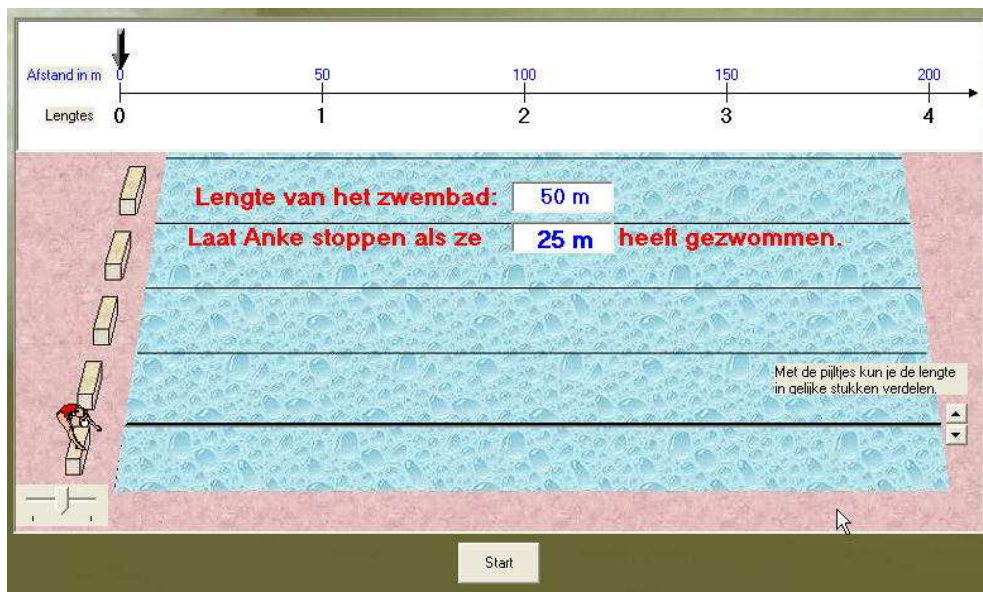 Afstand in m 0 50 100 150 200
Lengtes 0 1 2 3 4
Lengte van het zwembad: 50 m
Laat Anke stoppen als ze 25 m heeft gezwommen.
Met de pijltjes kun je de lengte
in gelijke stukken verdelen.
Start